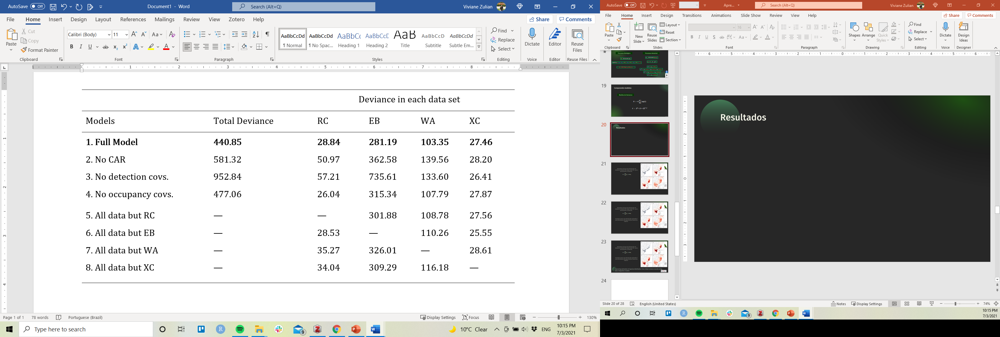 AutoSave Off
Document1 - Word
Search (Alt+Q)
Viviane Zulian
File Home Insert Design Layout References Mailings Review View Zotero Help
Share Comments
Paste
Cut
Copy
Format Painter
Clipboard
Calibri (Body) 11
Font
Paragraph
AaBbCcDd AaBbCcDd AaBbC AaBbCcE AaB AaBbCcD AaBbCcDd
¶ Normal ¶ No Spac... Heading 1 Heading 2 Title Subtitle Subtle Em...
Styles
Find
Replace
Select
Editing
Dictate
Voice
Editor
Editor
Reuse Files
Reuse Files
Deviance in each data set
Models Total Deviance RC EB WA XC
1. Full Model 440.85 28.84 281.19 103.35 27.46
2. No CAR 581.32 50.97 362.58 139.56 28.20
3. No detection covs. 952.84 57.21 735.61 133.60 26.41
4. No occupancy covs. 477.06 26.04 315.34 107.79 27.87
5. All data but RC — — 301.88 108.78 27.56
6. All data but EB — 28.53 — 110.26 25.55
7. All data but WA — 35.27 326.01 — 28.61
8. All data but XC — 34.04 309.29 116.18 —
Page 1 of 1 78 words Portuguese (Brazil)
Display Settings Focus 130%
Type here to search
10°C Clear ENG
10:15 PM
7/3/2021
AutoSave Off
Apre...
Search (Alt+Q)
Viviane Zulian
File Home Insert Design Transitions Animations Slide Show Review View Help
Share Comments
Paste
Clipboard
New Slide
Reuse Slides
Layout
Reset
Section
Slides
16
Font
Paragraph
Shapes Arrange Quick Styles
Drawing
Find
Replace
Select
Editing
Dictate
Voice
Design Ideas
Designer
19
Comparando modelos:
20
Resultados
21
22
23
24
Resultados
Slide 20 of 28 English (United States)
Notes Display Settings 74%
10:15 PM
7/3/2021